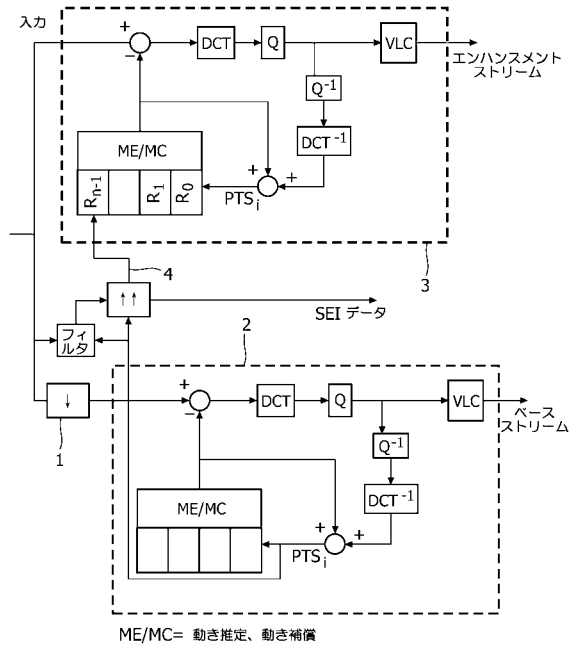 入力
+
−
DCT
Q
VLC
エンハンスメント
ストリーム
Q-1
DCT-1
ME/MC
Rn-1
R1
R0
+
+
PTSi
3
4
↑↑
SEI データ
フィ
ルタ
2
↓
1
+
−
DCT
Q
VLC
ベース
ストリーム
Q-1
DCT-1
ME/MC
+
+
PTSi
ME/MC= 動き推定、動き補償